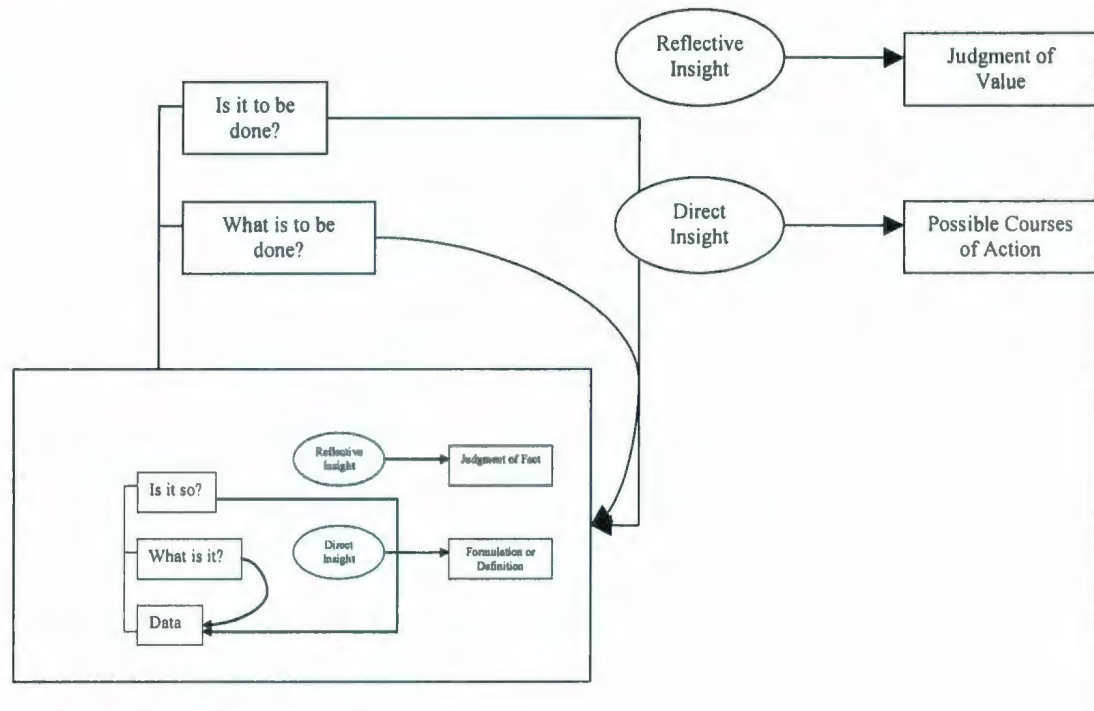 Reflective
Insight
Judgment of
Value
Is it to be
done?
What is to be
done?
Direct
Insight
Possible Courses
of Action
Reflective
Insight
Judgment of Fact
Is it so?
What is it?
Direct
Insight
Formulation or
Definition
Data